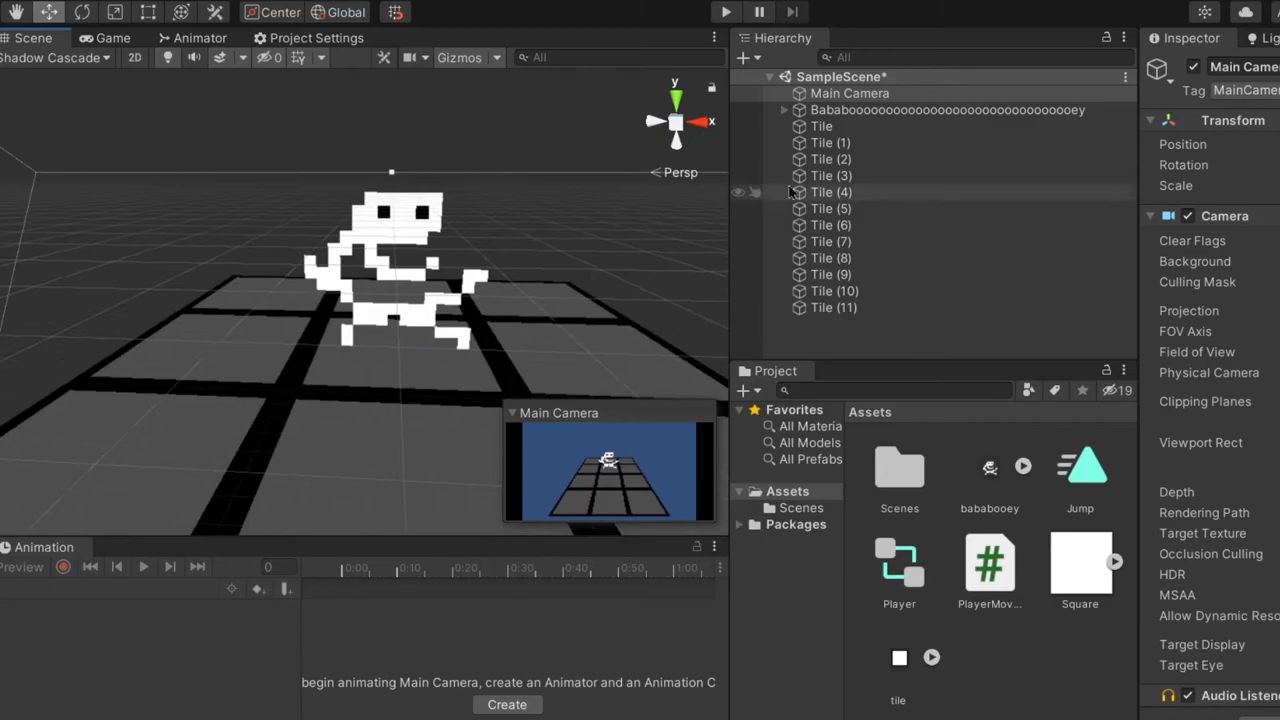 Center Global
Scene Game Animator Project Settings
Shadow Cascade 2D 0 Gizmos All
y
x
Persp
Main Camera
Animation
Preview 0 0:00 0:10 0:20 0:30 0:40 0:50 1:00
begin animating Main Camera, create an Animator and an Animation C
Create
Hierarchy
All
SampleScene*
Main Camera
Bababoooooooooooooooooooooooooooooooey
Tile
Tile (1)
Tile (2)
Tile (3)
Tile (4)
Tile (5)
Tile (6)
Tile (7)
Tile (8)
Tile (9)
Tile (10)
Tile (11)
Project
19
Favorites
All Materia
All Models
All Prefabs
Assets
Scenes
Packages
Assets
Scenes bababooey Jump
#
Player PlayerMov... Square
tile
Inspector Lig
Main Came
Tag MainCamer
Transform
Position
Rotation
Scale
Camera
Clear Flags
Background
Culling Mask
Projection
FOV Axis
Field of View
Physical Camera
Clipping Planes
Viewport Rect
Depth
Rendering Path
Target Texture
Occlusion Culling
HDR
MSAA
Allow Dynamic Reso
Target Display
Target Eye
Audio Listene